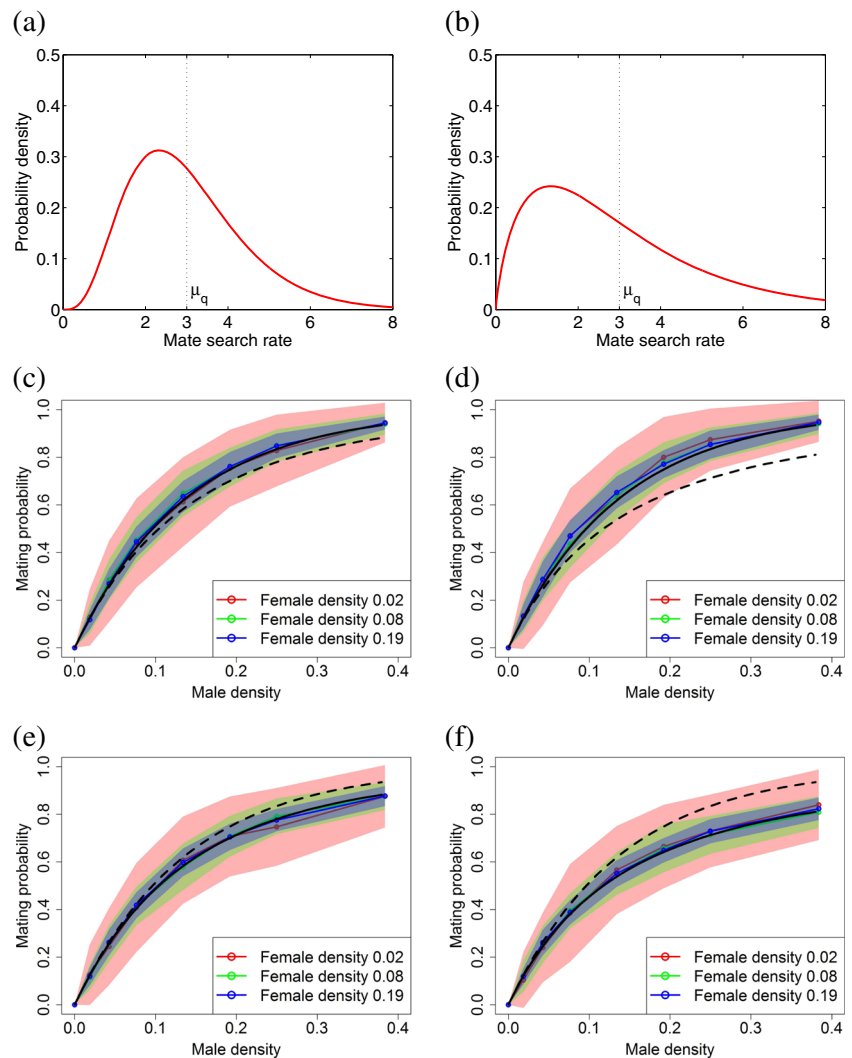 (a)
(b)
0.5
0.4
0.3
0.2
0.1
0
Probability density
μq
0 2 4 6 8
Mate search rate
0.5
0.4
0.3
0.2
0.1
0
Probability density
μq
0 2 4 6 8
Mate search rate
(c)
(d)
1.0
0.8
0.6
0.4
0.2
0.0
Mating probability
Female density 0.02
Female density 0.08
Female density 0.19
0.0 0.1 0.2 0.3 0.4
Male density
1.0
0.8
0.6
0.4
0.2
0.0
Mating probability
Female density 0.02
Female density 0.08
Female density 0.19
0.0 0.1 0.2 0.3 0.4
Male density
(e)
(f)
1.0
0.8
0.6
0.4
0.2
0.0
Mating probability
Female density 0.02
Female density 0.08
Female density 0.19
0.0 0.1 0.2 0.3 0.4
Male density
1.0
0.8
0.6
0.4
0.2
0.0
Mating probability
Female density 0.02
Female density 0.08
Female density 0.19
0.0 0.1 0.2 0.3 0.4
Male density